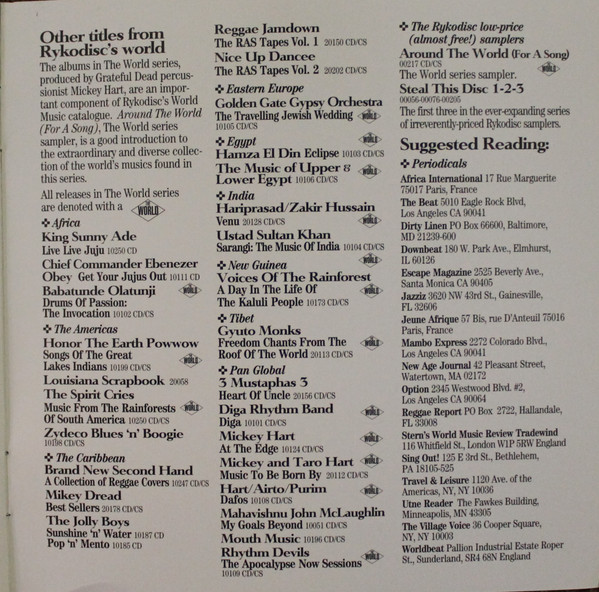 Other titles from
Rykodisc's world
The albums in The World series,
produced by Grateful Dead percus-
sionist Mickey Hart, are an im-
portant component of Rykodisc's World
Music catalogue. Around The World
(For A Song), The World series
sampler, is a good introduction to
the extraordinary and diverse collec-
tion of the world's musics found in
this series.
All releases in The World series
are denoted with a WORLD
❖ Africa
King Sunny Ade
Live Live Juju 10250 CD
Chief Commander Ebenezer
Obey Get Your Jujus Out 10111 CD
Babatunde Olatunji WORLD
Drums Of Passion:
The Invocation 10102 CD/CS
❖ The Americas
Honor The Earth Powwow
Songs Of The Great WORLD
Lakes Indians 10199 CD/CS
Louisiana Scrapbook 20058
The Spirit Cries
Music From The Rainforests WORLD
Of South America 10250 CD/CS
Zydeco Blues 'n' Boogie
10198 CD/CS
❖ The Caribbean
Brand New Second Hand
A Collection of Reggae Covers 10247 CD/CS
Mikey Dread
Best Sellers 20178 CD/CS
The Jolly Boys
Sunshine 'n' Water 10187 CD
Pop 'n' Mento 10185 CD
Reggae Jamdown
The RAS Tapes Vol. 1 20150 CD/CS
Nice Up Dancee
The RAS Tapes Vol. 2 20202 CD/CS
❖ Eastern Europe
Golden Gate Gypsy Orchestra
The Travelling Jewish Wedding WORLD
10105 CD/CS
❖ Egypt WORLD
Hamza El Din Eclipse 10103 CD/CS
The Music of Upper & WORLD
Lower Egypt 10106 CD/CS
❖ India
Hariprasad/Zakir Hussain
Venu 20128 CD/CS WORLD
Ustad Sultan Khan WORLD
Sarangi: The Music Of India 10104 CD/CS
❖ New Guinea
Voices Of The Rainforest
A Day In The Life Of WORLD
The Kaluli People 10173 CD/CS
❖ Tibet
Gyuto Monks
Freedom Chants From The WORLD
Roof Of The World 20113 CD/CS
❖ Pan Global
3 Mustaphas 3
Heart Of Uncle 20156 CD/CS
Diga Rhythm Band WORLD
Diga 10101 CD/CS
Mickey Hart WORLD
At The Edge 10124 CD/CS
Mickey and Taro Hart WORLD
Music To Be Born By 20112 CD/CS
Hart/Airto/Purim WORLD
Dafos 10108 CD/CS
Mahavishnu John McLaughlin
My Goals Beyond 10051 CD/CS
Mouth Music 10196 CD/CS
Rhythm Devils WORLD
The Apocalypse Now Sessions
10109 CD/CS
❖ The Rykodisc low-price
(almost free!) samplers
Around The World (For A Song)
00217 CD/CS WORLD
The World series sampler.
Steal This Disc 1-2-3
00056-00076-00205
The first three in the ever-expanding series
of irreverently-priced Rykodisc samplers.
Suggested Reading:
❖ Periodicals
Africa International 17 Rue Marguerite
75017 Paris, France
The Beat 5010 Eagle Rock Blvd,
Los Angeles CA 90041
Dirty Linen PO Box 66600, Baltimore,
MD 21239-600
Downbeat 180 W. Park Ave., Elmhurst,
IL 60126
Escape Magazine 2525 Beverly Ave.,
Santa Monica CA 90405
Jazziz 3620 NW 43rd St., Gainesville,
FL 32606
Jeune Afrique 57 Bis, rue D'Anteuil 75016
Paris, France
Mambo Express 2272 Colorado Blvd.,
Los Angeles CA 90041
New Age Journal 42 Pleasant Street,
Watertown, MA 02172
Option 2345 Westwood Blvd. #2,
Los Angeles CA 90064
Reggae Report PO Box 2722, Hallandale,
FL 33008
Stern's World Music Review Tradewind
116 Whitfield St., London W1P 5RW England
Sing Out! 125 E 3rd St., Bethlehem,
PA 18105-525
Travel & Leisure 1120 Ave. of the
Americas, NY, NY 10036
Utne Reader The Fawkes Building,
Minneapolis, MN 43305
The Village Voice 36 Cooper Square,
NY, NY 10003
Worldbeat Pallion Industrial Estate Roper
St., Sunderland, SR4 68N England